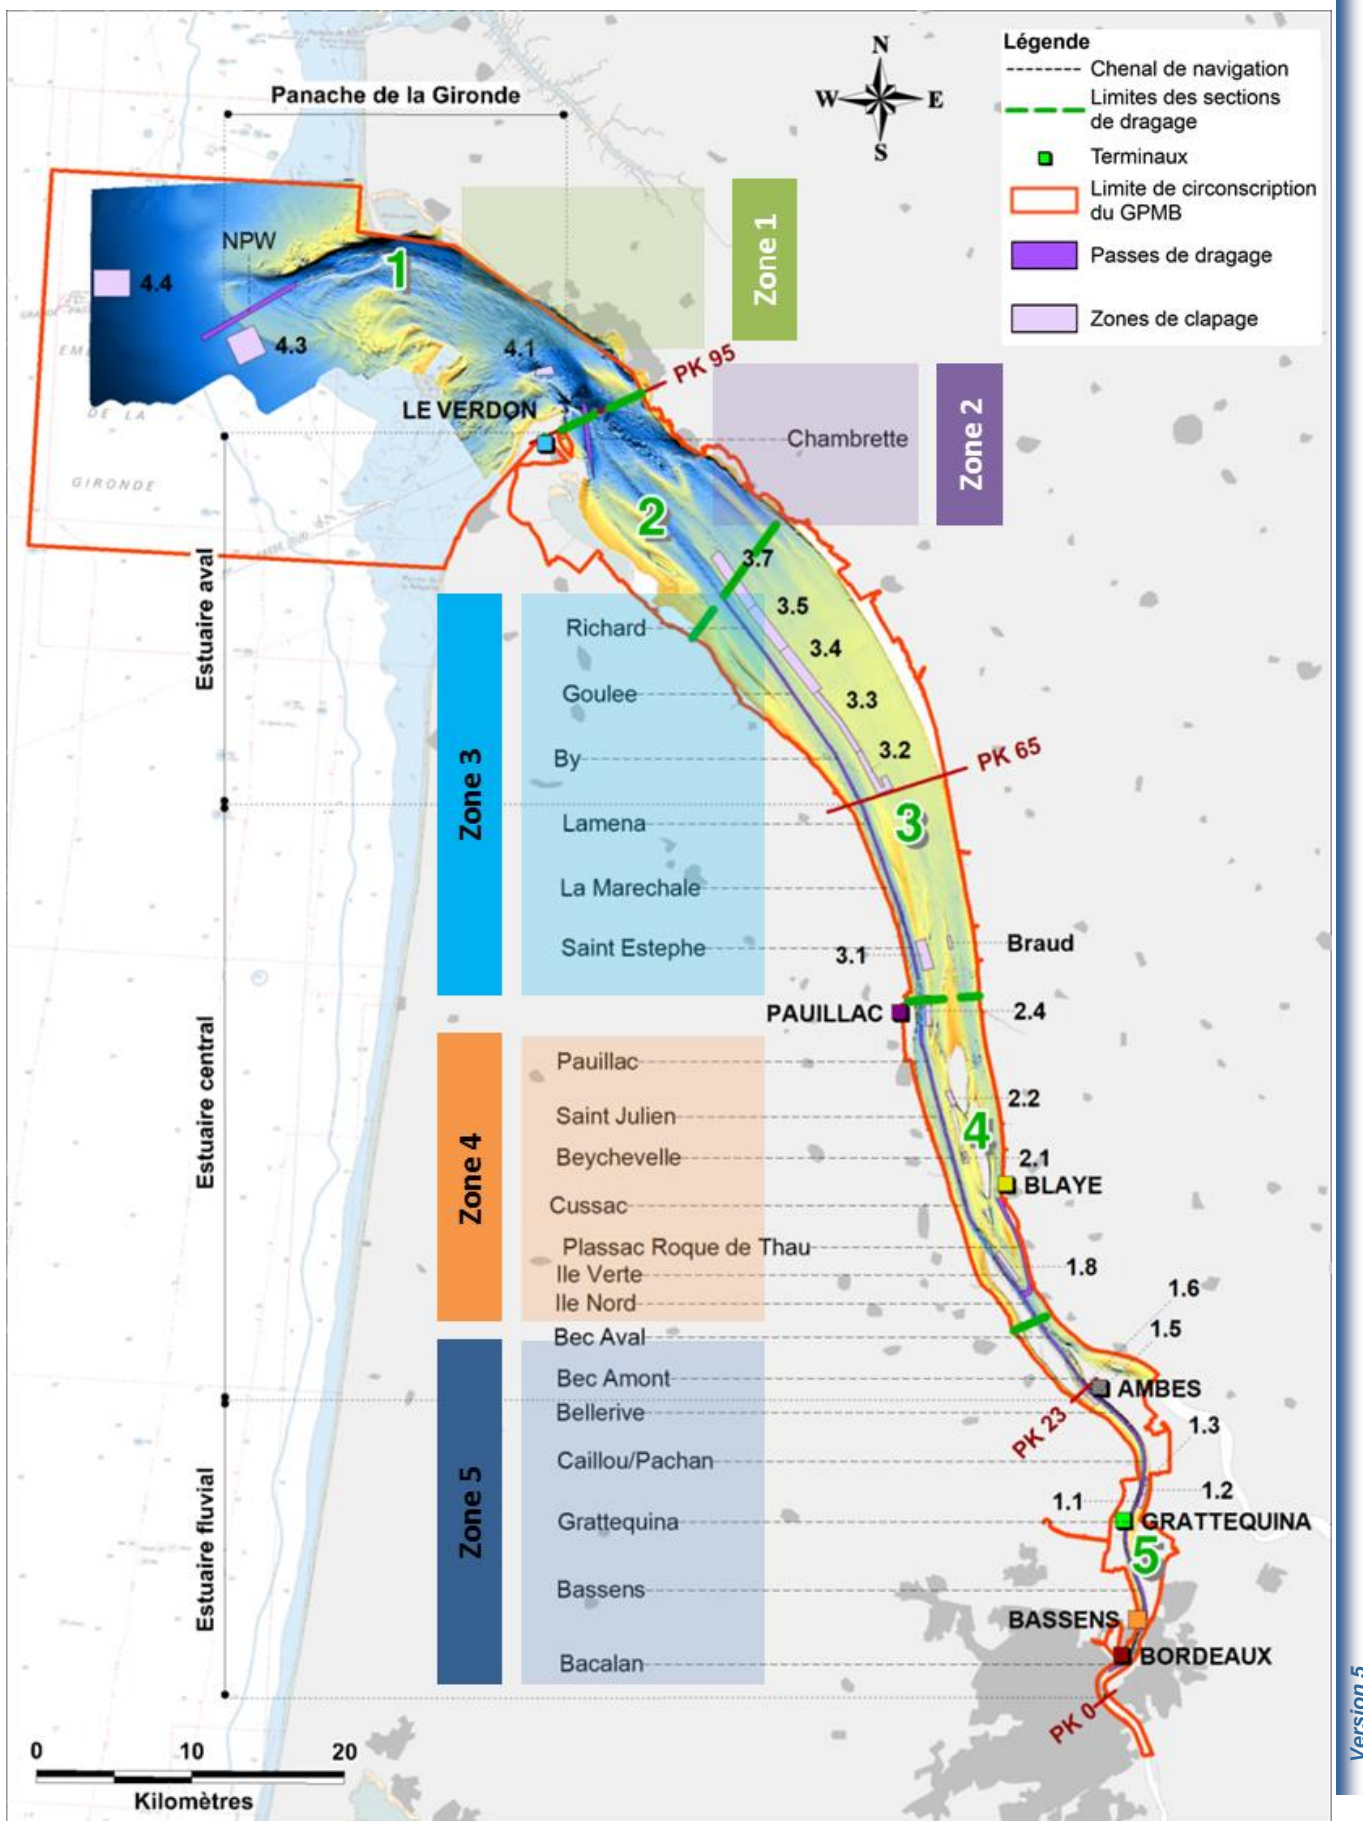 N
W
E
S
Légende
Chenal de navigation
Limites des sections
de dragage
Terminaux
Limite de circonscription
du GPMB
Passes de dragage
Zones de clapage
Panache de la Gironde
Zone 1
NPW
1
4.4
4.3
4.1
PK 95
LE VERDON
Zone 2
Chambrette
DE LA
GIRONDE
2
3.7
3.5
3.4
3.3
3.2
PK 65
3
Estuaire aval
Zone 3
Richard
Goulee
By
Lamena
La Marechale
Saint Estephe
3.1
Braud
PAUILLAC
2.4
Estuaire central
Zone 4
Pauillac
Saint Julien
Beychevelle
Cussac
Plassac Roque de Thau
Ile Verte
Ile Nord
2.2
4
2.1
BLAYE
1.8
1.6
1.5
Bec Aval
Bec Amont
Bellerive
Caillou/Pachan
Grattequina
Bassens
Bacalan
Zone 5
Estuaire fluvial
AMBES
PK 23
1.3
1.2
1.1
GRATTEQUINA
5
BASSENS
BORDEAUX
PK 0
0 10 20
Kilomètres
Version 5